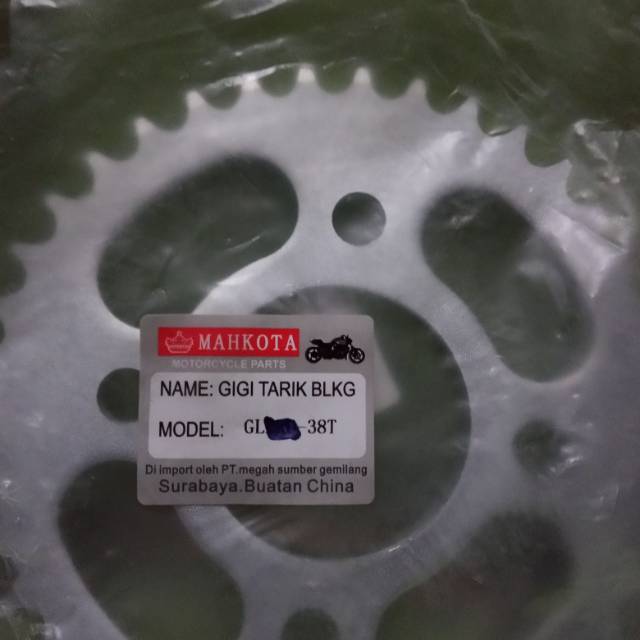 MAHKOTA
MOTORCYCLE PARTS
NAME: GIGI TARIK BLKG
MODEL: GL -38T
Di import oleh PT.megah sumber gemilang
Surabaya.Buatan China